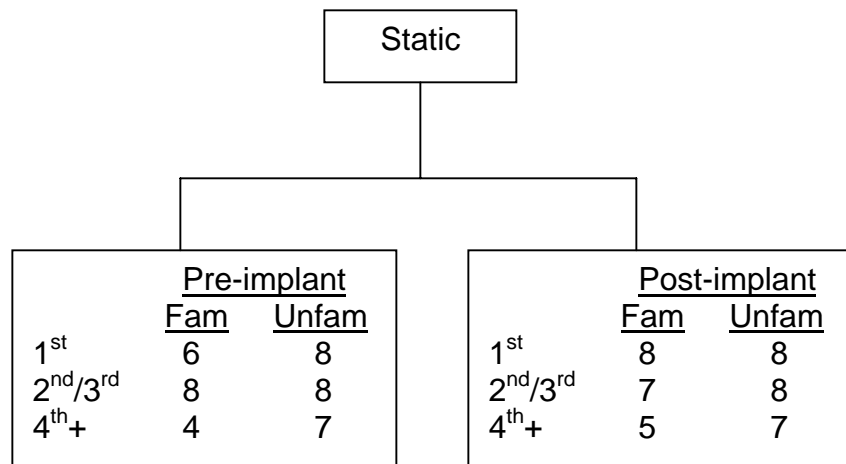 Static
Pre-implant
Fam Unfam
1st 6 8
2nd/3rd 8 8
4th+ 4 7
Post-implant
Fam Unfam
1st 8 8
2nd/3rd 7 8
4th+ 5 7